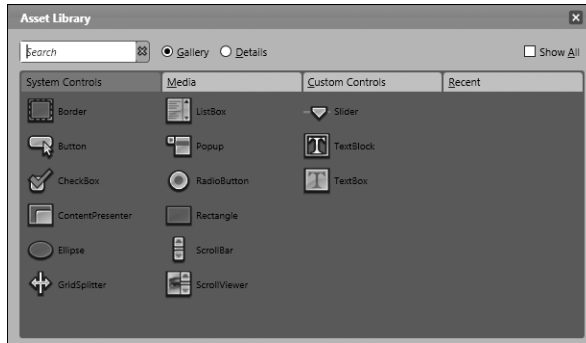 Asset Library
Search Gallery Details Show All
System Controls Media Custom Controls Recent
Border ListBox Slider
Button Popup TextBlock
CheckBox RadioButton TextBox
ContentPresenter Rectangle
Ellipse ScrollBar
GridSplitter ScrollViewer